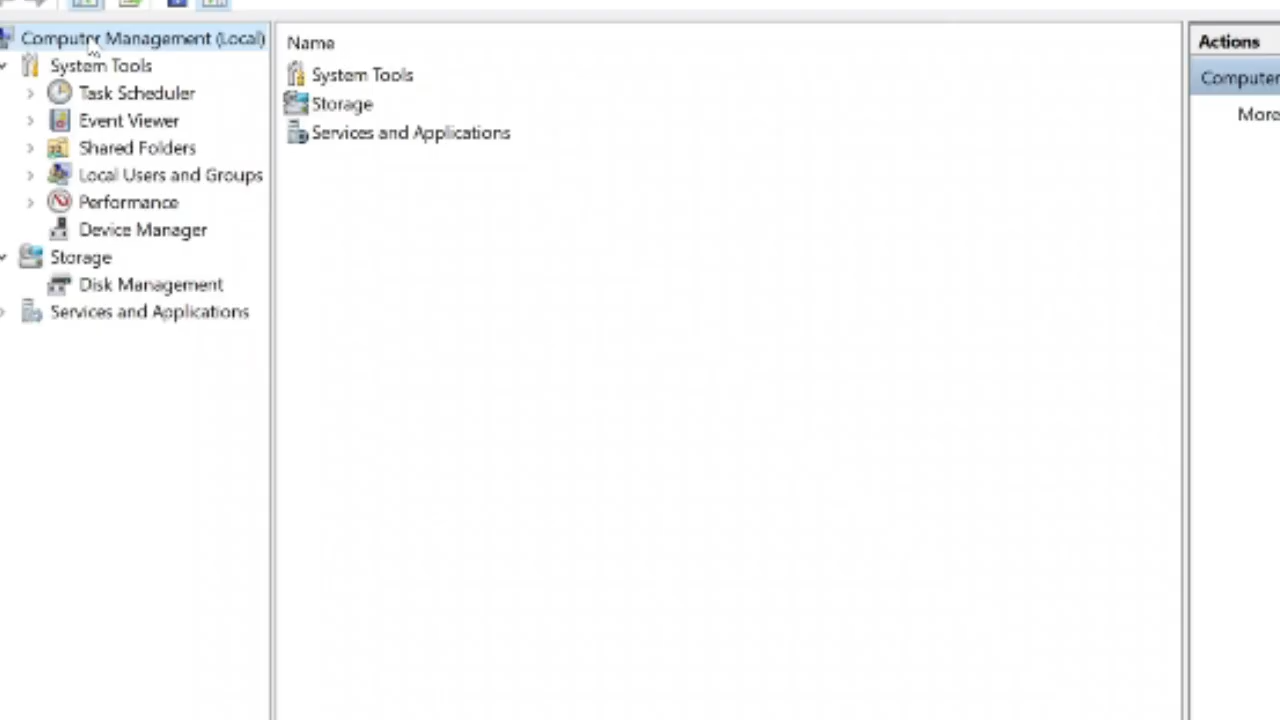 Computer Management (Local)
System Tools
Task Scheduler
Event Viewer
Shared Folders
Local Users and Groups
Performance
Device Manager
Storage
Disk Management
Services and Applications
Name
System Tools
Storage
Services and Applications
Actions
Computer
More